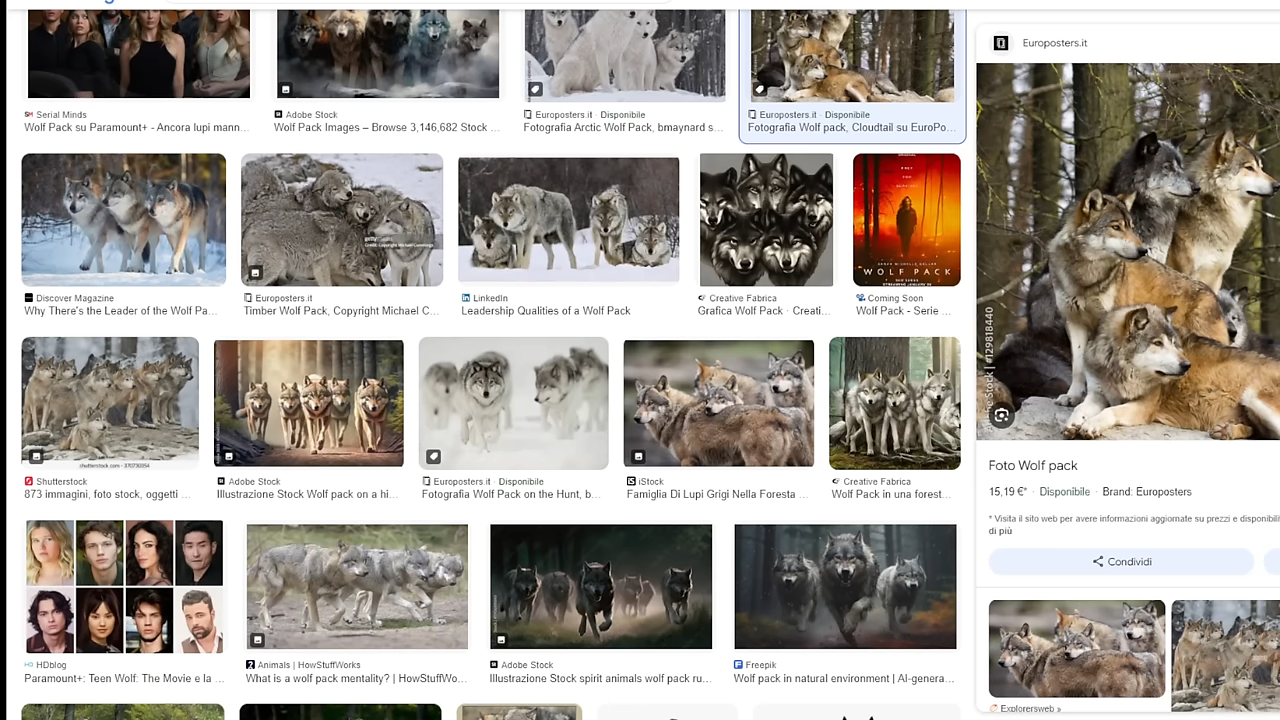 Serial Minds
Wolf Pack su Paramount+ - Ancora lupi mann...
Adobe Stock
Wolf Pack Images – Browse 3,146,682 Stock ...
Europosters.it · Disponibile
Fotografia Arctic Wolf Pack, bmaynard s...
Europosters.it · Disponibile
Fotografia Wolf pack, Cloudtail su EuroPo...
Europosters.it
Discover Magazine
Why There's the Leader of the Wolf Pa...
Europosters.it
Timber Wolf Pack, Copyright Michael C...
LinkedIn
Leadership Qualities of a Wolf Pack
Creative Fabrica
Grafica Wolf Pack · Creati...
WOLF PACK
Coming Soon
Wolf Pack - Serie ...
shutterstock.com · 370730354
Shutterstock
873 immagini, foto stock, oggetti ...
Adobe Stock
Illustrazione Stock Wolf pack on a hi...
Europosters.it · Disponibile
Fotografia Wolf Pack on the Hunt, b...
iStock
Famiglia Di Lupi Grigi Nella Foresta ...
Creative Fabrica
Wolf Pack in una forest...
Stock | #129818440
Foto Wolf pack
15,19 €* · Disponibile · Brand: Europosters
* Visita il sito web per avere informazioni aggiornate su prezzi e disponibili
di più
Condividi
HDblog
Paramount+: Teen Wolf: The Movie e la ...
Animals | HowStuffWorks
What is a wolf pack mentality? | HowStuffWo...
Adobe Stock
Illustrazione Stock spirit animals wolf pack ru...
Freepik
Wolf pack in natural environment | AI-genera...
Explorersweb »